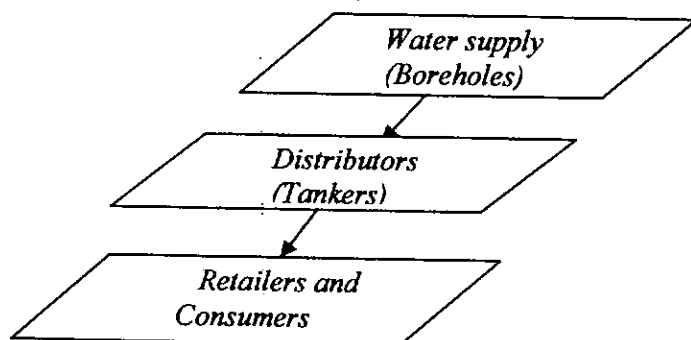 Water supply
(Boreholes)
Distributors
(Tankers)
Retailers and
Consumers